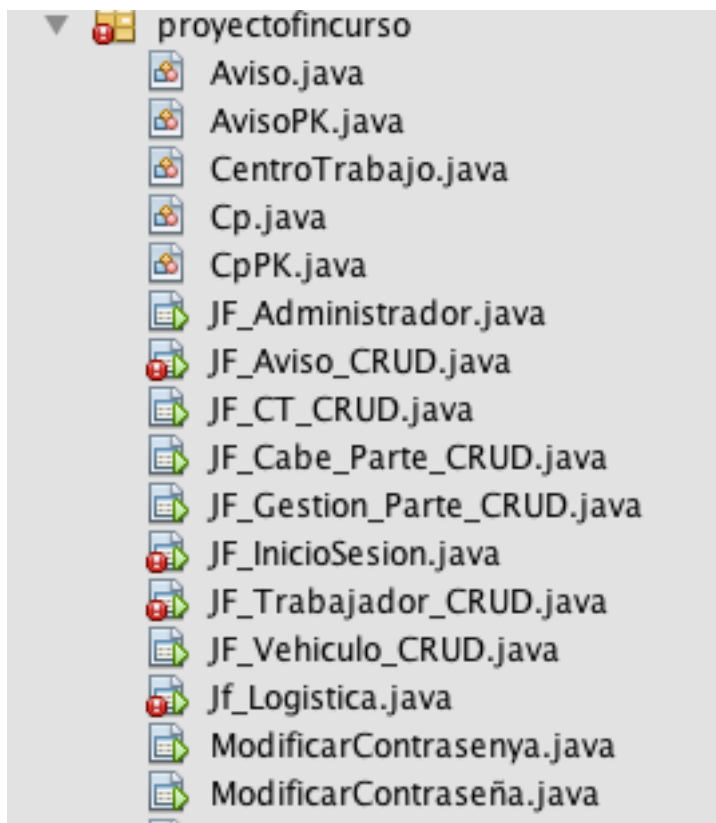 proyectofincurso
Aviso.java
AvisoPK.java
CentroTrabajo.java
Cp.java
CpPK.java
JF_Administrador.java
JF_Aviso_CRUD.java
JF_CT_CRUD.java
JF_Cabe_Parte_CRUD.java
JF_Gestion_Parte_CRUD.java
JF_InicioSesion.java
JF_Trabajador_CRUD.java
JF_Vehiculo_CRUD.java
Jf_Logistica.java
ModificarContrasenya.java
ModificarContraseña.java